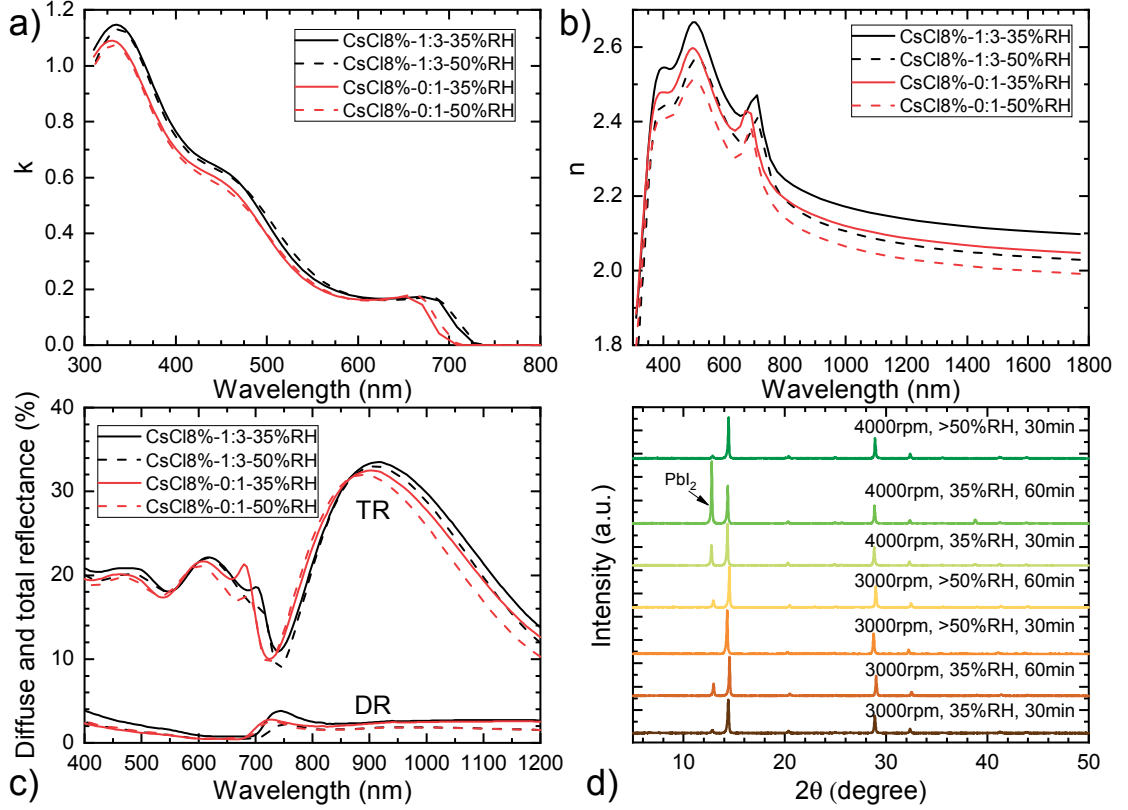 a)
1.2
1.0
0.8
0.6
0.4
0.2
0.0
k
CsCl8%-1:3-35%RH
CsCl8%-1:3-50%RH
CsCl8%-0:1-35%RH
CsCl8%-0:1-50%RH
300 400 500 600 700 800
Wavelength (nm)
b)
2.6
2.4
2.2
2.0
1.8
n
CsCl8%-1:3-35%RH
CsCl8%-1:3-50%RH
CsCl8%-0:1-35%RH
CsCl8%-0:1-50%RH
400 600 800 1000 1200 1400 1600 1800
Wavelength (nm)
c)
Diffuse and total reflectance (%)
40
30
20
10
0
CsCl8%-1:3-35%RH
CsCl8%-1:3-50%RH
CsCl8%-0:1-35%RH
CsCl8%-0:1-50%RH
TR
DR
400 500 600 700 800 900 1000 1100 1200
Wavelength (nm)
d)
Intensity (a.u.)
4000rpm, >50%RH, 30min
PbI2
4000rpm, 35%RH, 60min
4000rpm, 35%RH, 30min
3000rpm, >50%RH, 60min
3000rpm, >50%RH, 30min
3000rpm, 35%RH, 60min
3000rpm, 35%RH, 30min
10 20 30 40 50
2θ (degree)